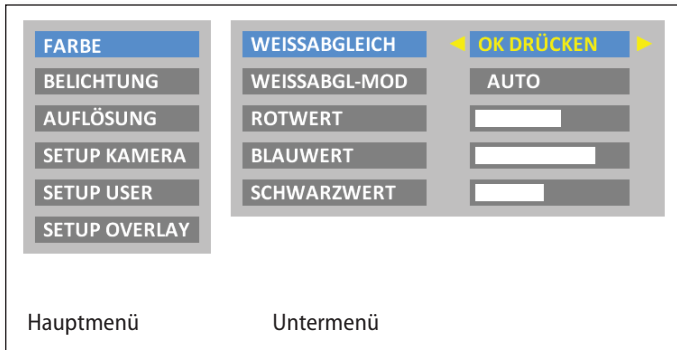 FARBE
BELICHTUNG
AUFLÖSUNG
SETUP KAMERA
SETUP USER
SETUP OVERLAY
WEISSABGLEICH OK DRÜCKEN
WEISSABGL-MOD AUTO
ROTWERT
BLAUWERT
SCHWARZWERT
Hauptmenü
Untermenü